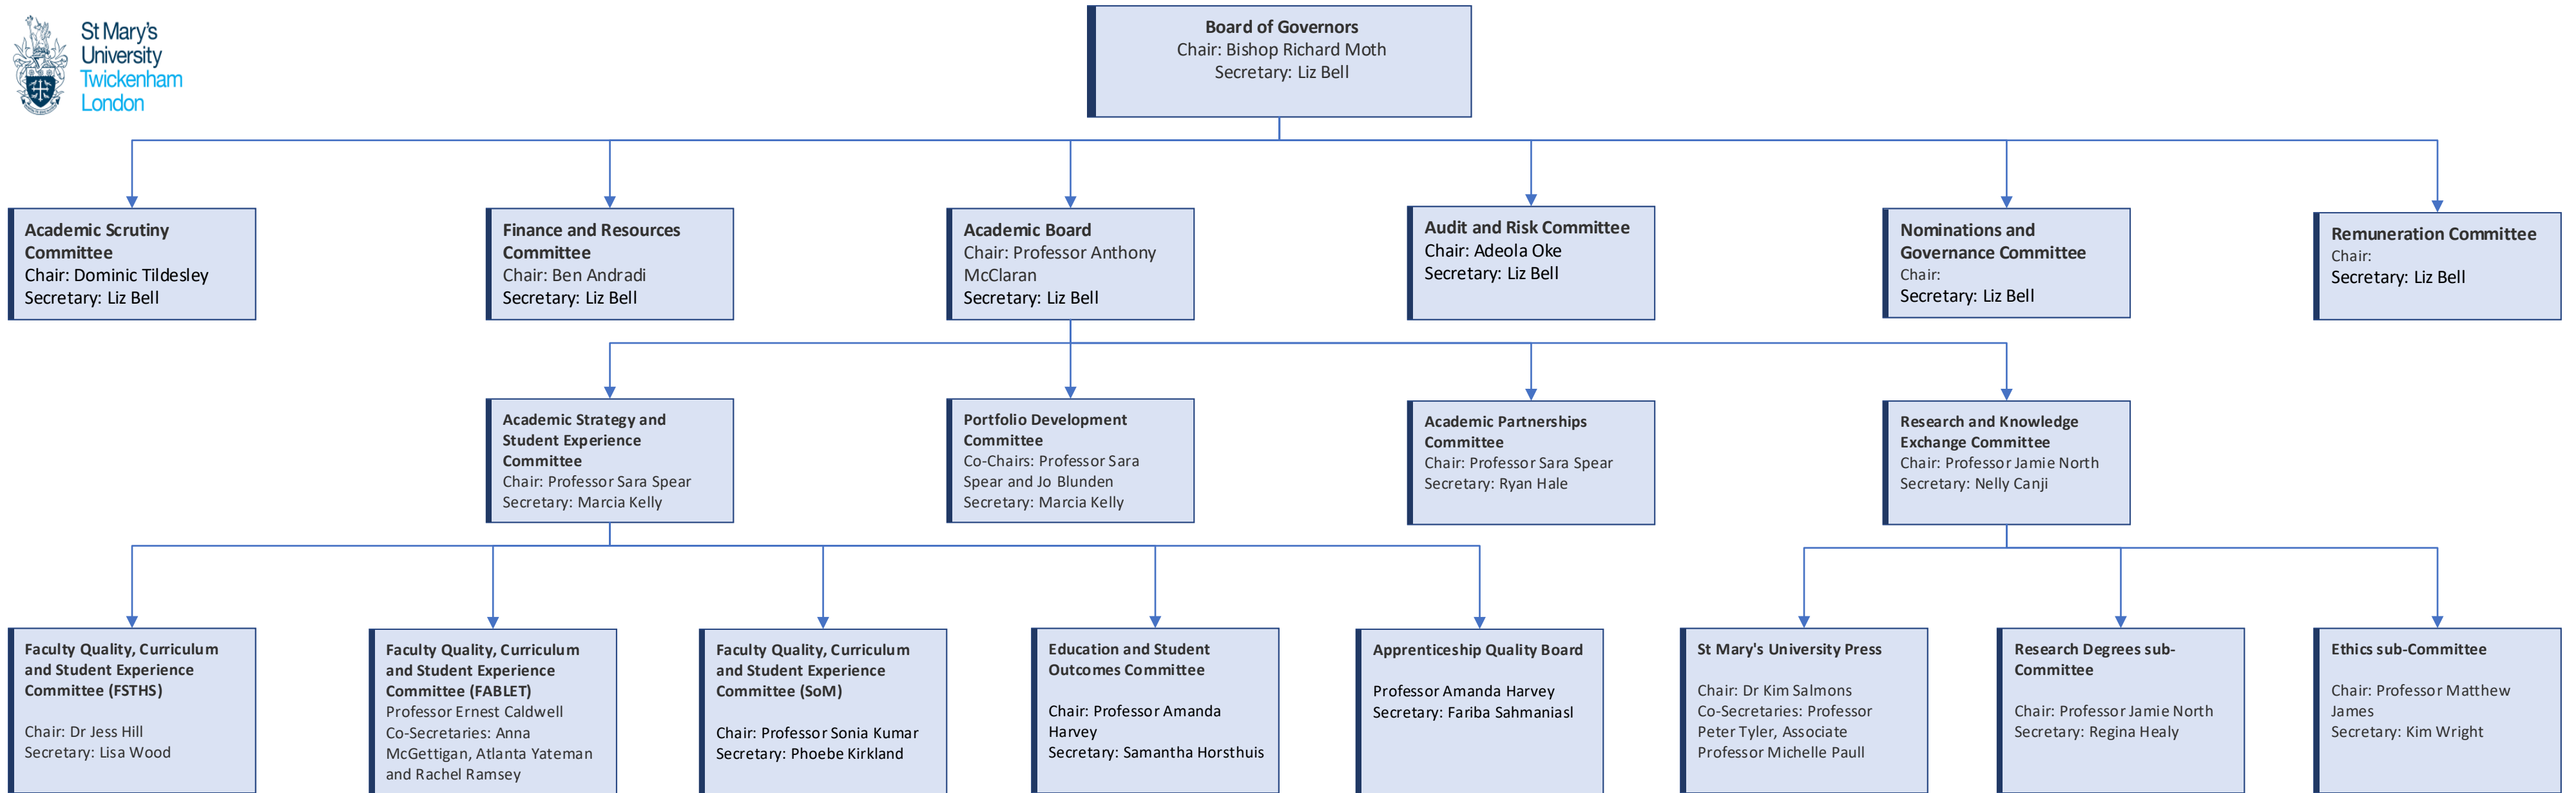 St Mary's
University
Twickenham
London
Board of Governors
Chair: Bishop Richard Moth
Secretary: Liz Bell
Academic Scrutiny
Committee
Chair: Dominic Tildesley
Secretary: Liz Bell
Finance and Resources
Committee
Chair: Ben Andradi
Secretary: Liz Bell
Academic Board
Chair: Professor Anthony
McClaran
Secretary: Liz Bell
Audit and Risk Committee
Chair: Adeola Oke
Secretary: Liz Bell
Nominations and
Governance Committee
Chair:
Secretary: Liz Bell
Remuneration Committee
Chair:
Secretary: Liz Bell
Academic Strategy and
Student Experience
Committee
Chair: Professor Sara Spear
Secretary: Marcia Kelly
Portfolio Development
Committee
Co-Chairs: Professor Sara
Spear and Jo Blunden
Secretary: Marcia Kelly
Academic Partnerships
Committee
Chair: Professor Sara Spear
Secretary: Ryan Hale
Research and Knowledge
Exchange Committee
Chair: Professor Jamie North
Secretary: Nelly Canji
Faculty Quality, Curriculum
and Student Experience
Committee (FSTHS)
Chair: Dr Jess Hill
Secretary: Lisa Wood
Faculty Quality, Curriculum
and Student Experience
Committee (FABLET)
Professor Ernest Caldwell
Co-Secretaries: Anna
McGettigan, Atlanta Yateman
and Rachel Ramsey
Faculty Quality, Curriculum
and Student Experience
Committee (SoM)
Chair: Professor Sonia Kumar
Secretary: Phoebe Kirkland
Education and Student
Outcomes Committee
Chair: Professor Amanda
Harvey
Secretary: Samantha Horsthuis
Apprenticeship Quality Board
Professor Amanda Harvey
Secretary: Fariba Sahmaniasl
St Mary's University Press
Chair: Dr Kim Salmons
Co-Secretaries: Professor
Peter Tyler, Associate
Professor Michelle Paull
Research Degrees sub-
Committee
Chair: Professor Jamie North
Secretary: Regina Healy
Ethics sub-Committee
Chair: Professor Matthew
James
Secretary: Kim Wright